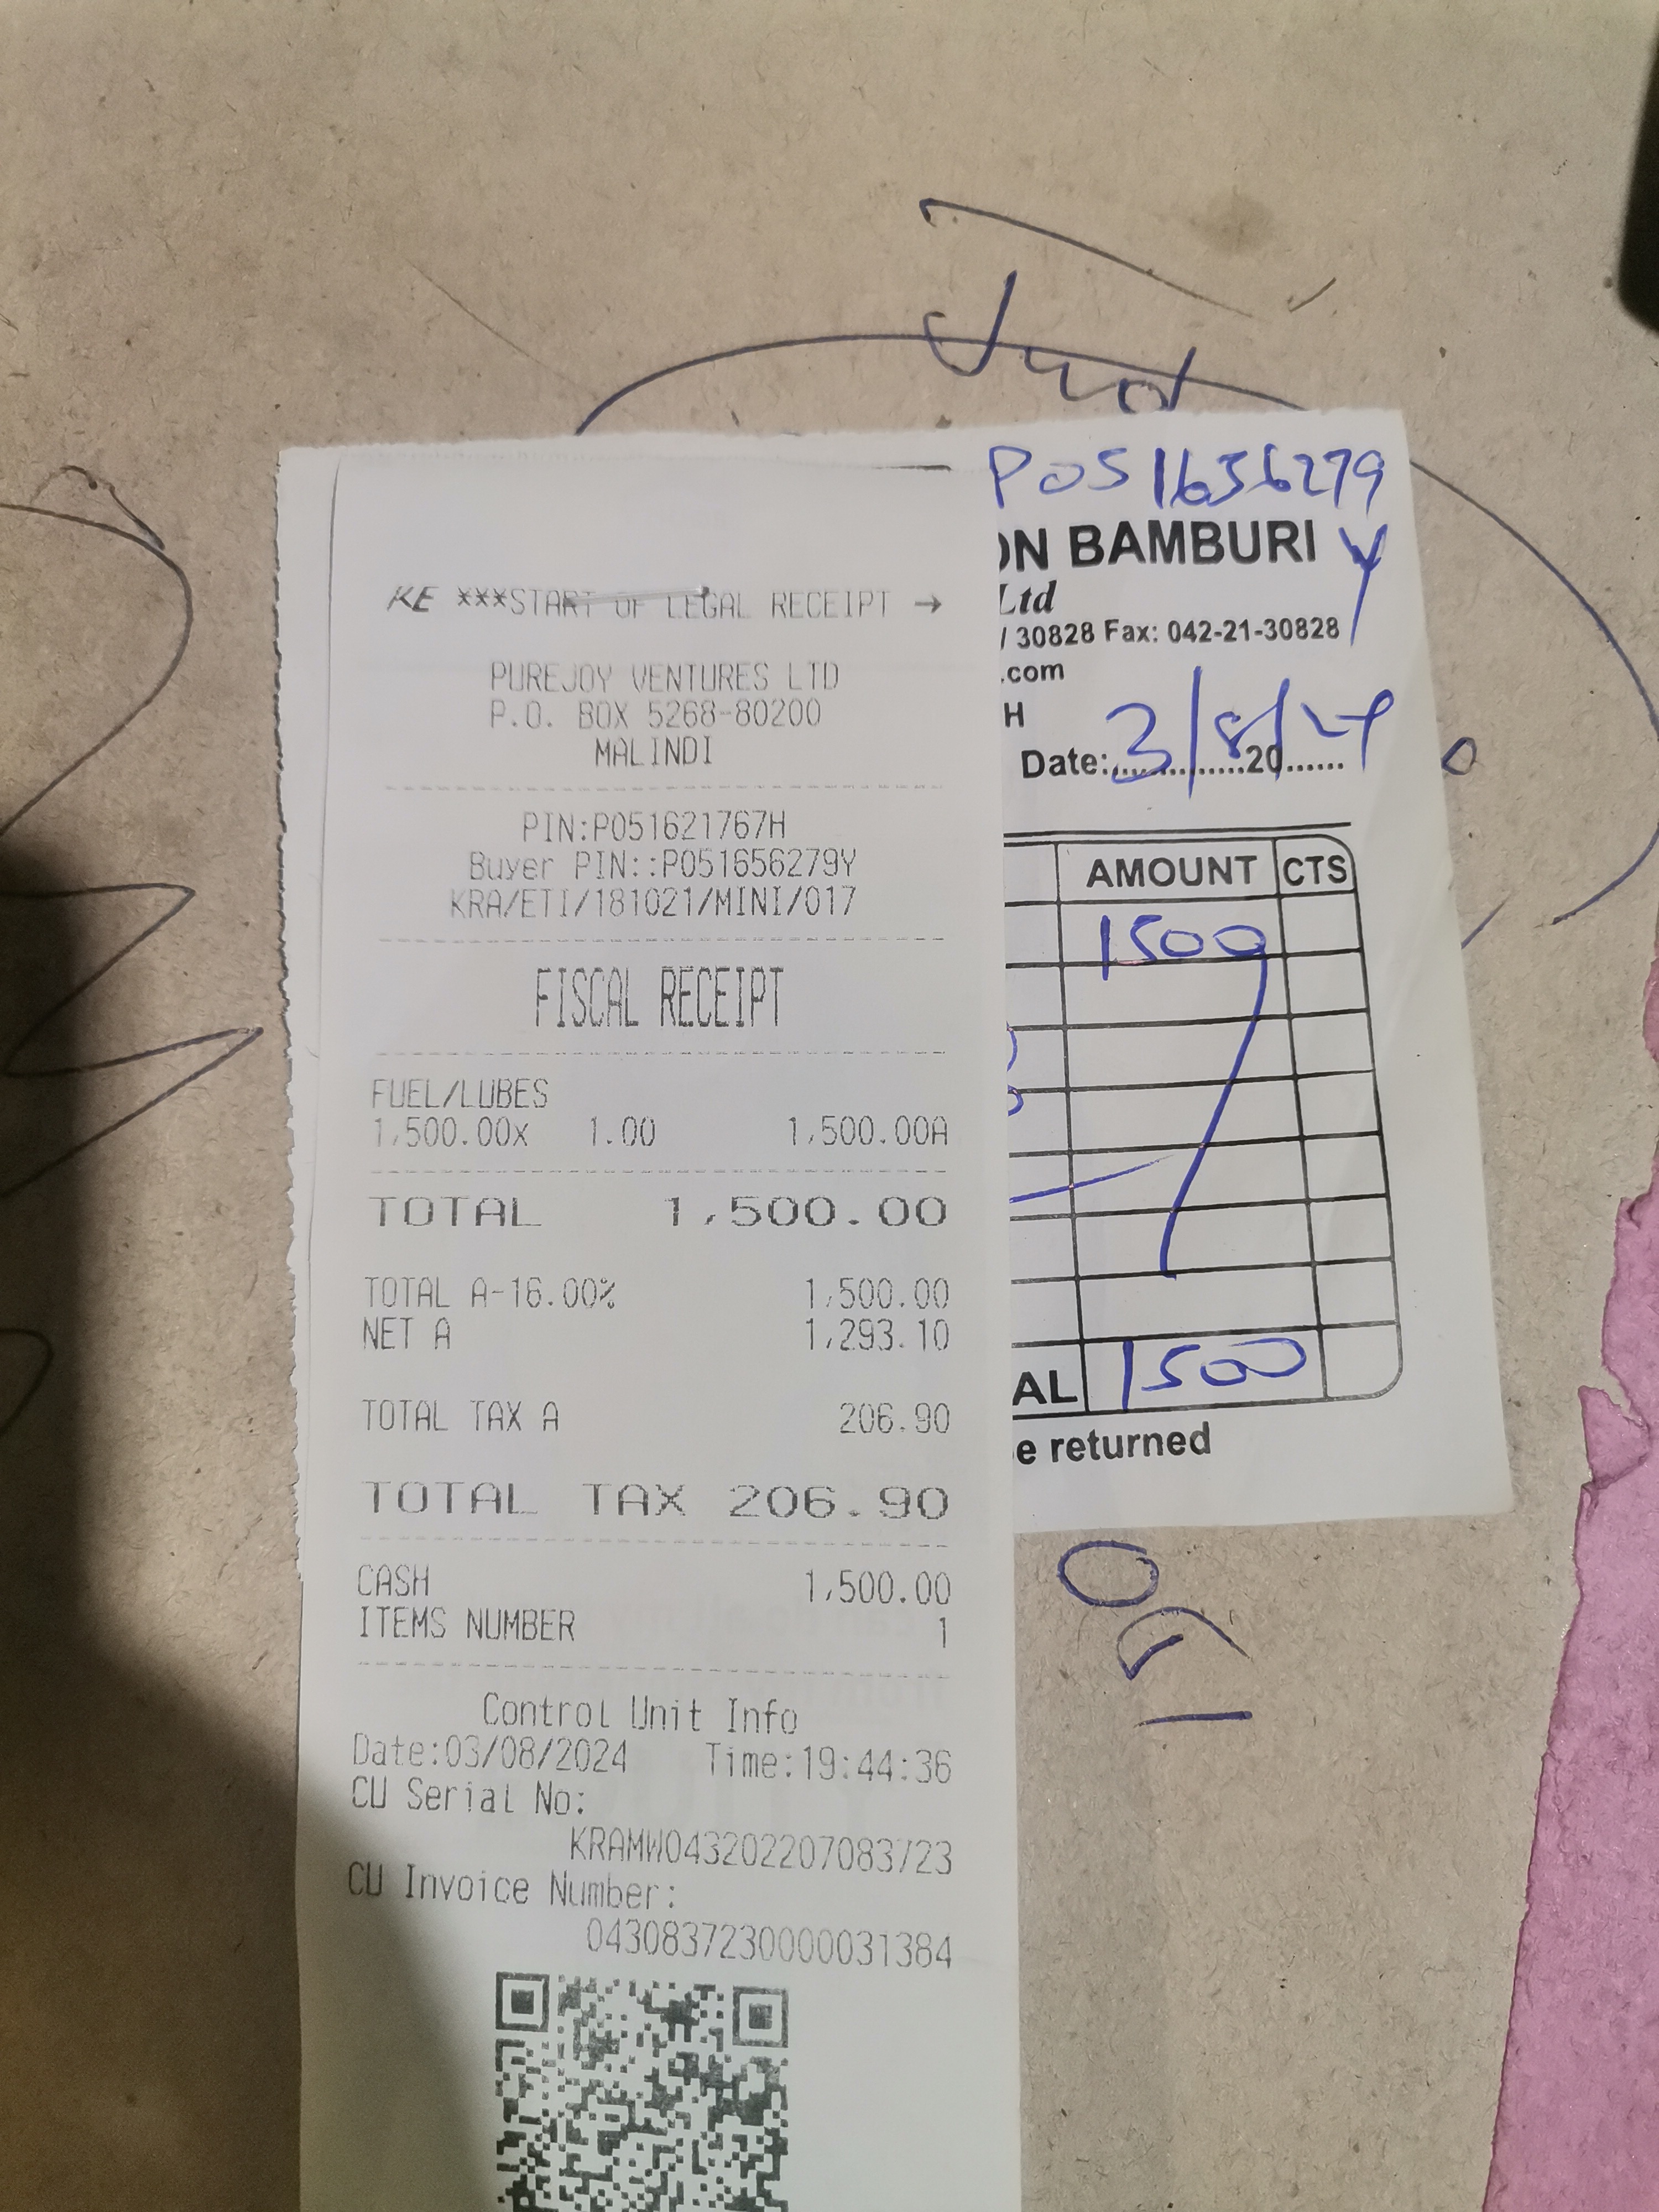 KE ***START OF LEGAL RECEIPT →
PUREJOY VENTURES LTD
P.O. BOX 5268-80200
MALINDI
PIN:P051621767H
Buyer PIN::P051656279Y
KRA/ETI/181021/MINI/017
FISCAL RECEIPT
FUEL/LUBES
1,500.00x 1.00 1,500.00A
TOTAL 1,500.00
TOTAL A-16.00% 1,500.00
NET A 1,293.10
TOTAL TAX A 206.90
TOTAL TAX 206.90
CASH 1,500.00
ITEMS NUMBER 1
Control Unit Info
Date:03/08/2024 Time:19:44:36
CU Serial No:
KRAMW043202207083723
CU Invoice Number:
0430837230000031384
P051656279
Y
ON BAMBURI
Ltd
/ 30828 Fax: 042-21-30828
.com
H
Date:3/8/2024
AMOUNT CTS
1500
AL 1500
e returned